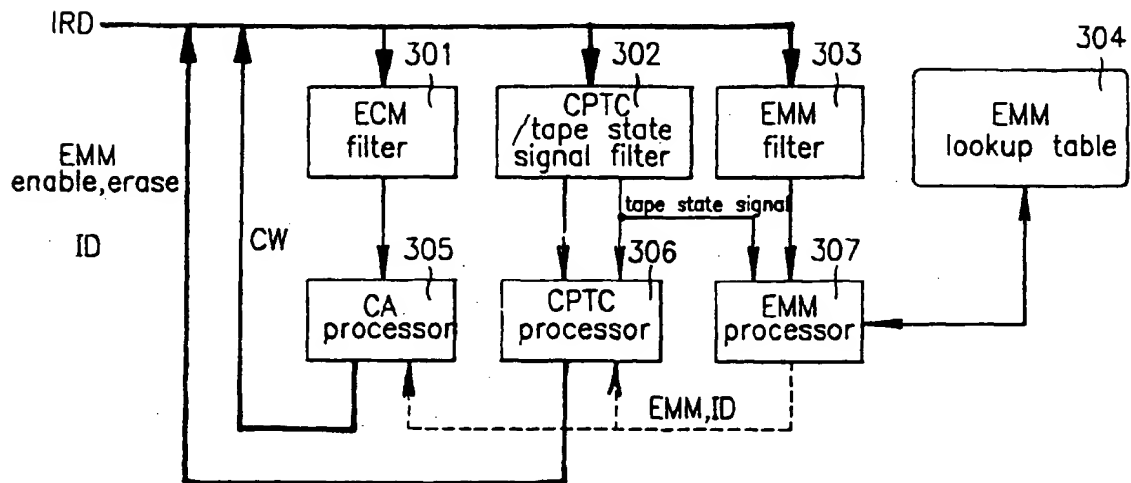 IRD
301
302
303
304
ECM
filter
CPTC
/tape state
signal filter
EMM
filter
EMM
lookup table
EMM
enable,erase
ID
CW
tape state signal
305
306
307
CA
processor
CPTC
processor
EMM
processor
EMM,ID